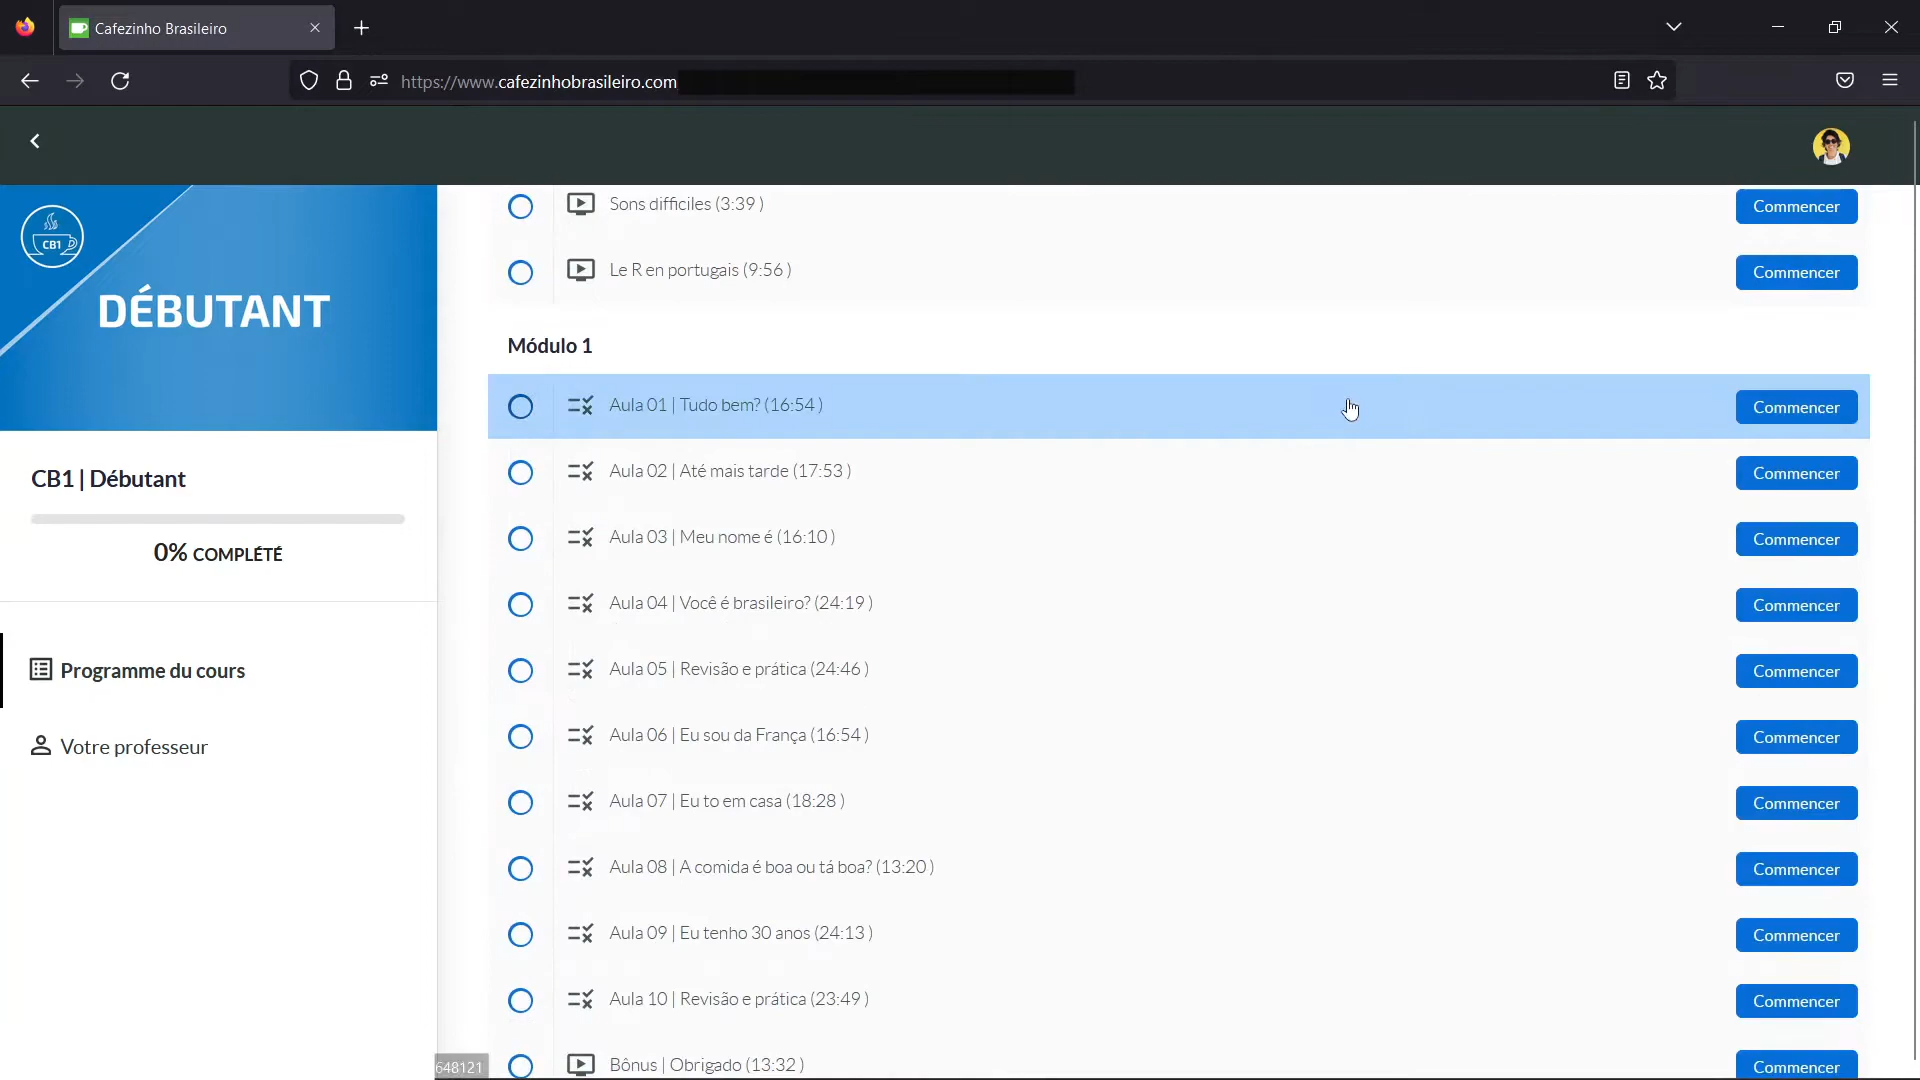 Cafezinho Brasileiro
https://www.cafezinhobrasileiro.com
CB1
DÉBUTANT
CB1 | Débutant
0% COMPLÉTÉ
Programme du cours
Votre professeur
Sons difficiles (3:39 )
Commencer
Le R en portugais (9:56 )
Commencer
Módulo 1
Aula 01 | Tudo bem? (16:54 )
Commencer
Aula 02 | Até mais tarde (17:53 )
Commencer
Aula 03 | Meu nome é (16:10 )
Commencer
Aula 04 | Você é brasileiro? (24:19 )
Commencer
Aula 05 | Revisão e prática (24:46 )
Commencer
Aula 06 | Eu sou da França (16:54 )
Commencer
Aula 07 | Eu to em casa (18:28 )
Commencer
Aula 08 | A comida é boa ou tá boa? (13:20 )
Commencer
Aula 09 | Eu tenho 30 anos (24:13 )
Commencer
Aula 10 | Revisão e prática (23:49 )
Commencer
648121
Bônus | Obrigado (13:32 )
Commencer